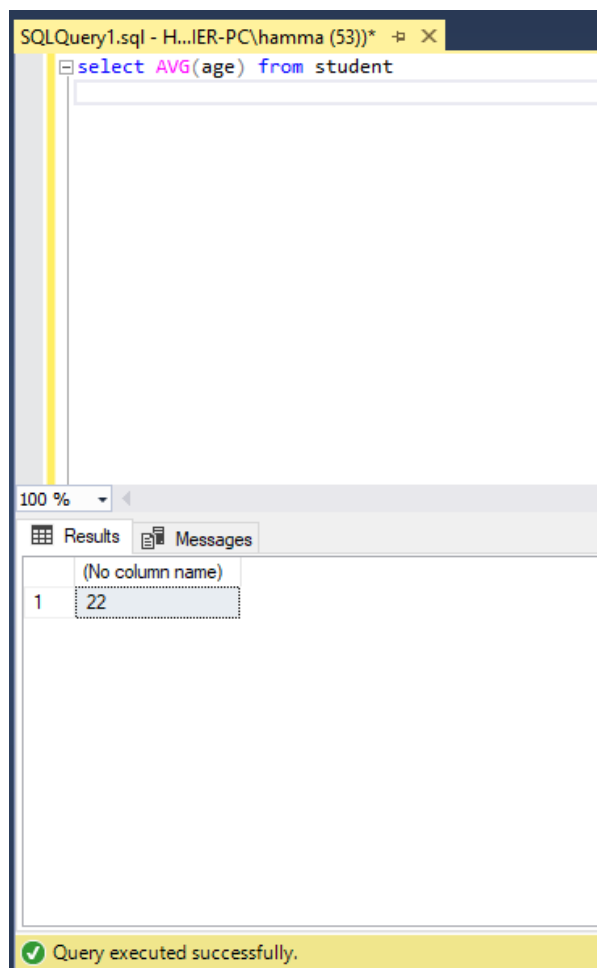 SQLQuery1.sql - H...IER-PC\hamma (53))*
select AVG(age) from student
100 %
Results Messages
(No column name)
1 22
Query executed successfully.